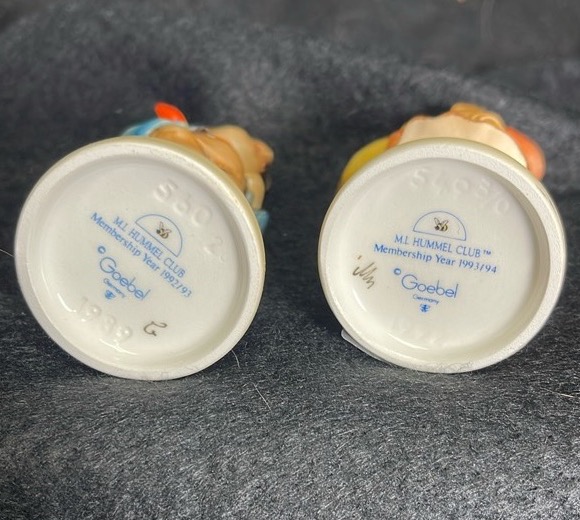 M.I. HUMMEL CLUB
Membership Year 1992/93
© Goebel
Germany
M.I. HUMMEL CLUB™
Membership Year 1993/94
© Goebel
Germany